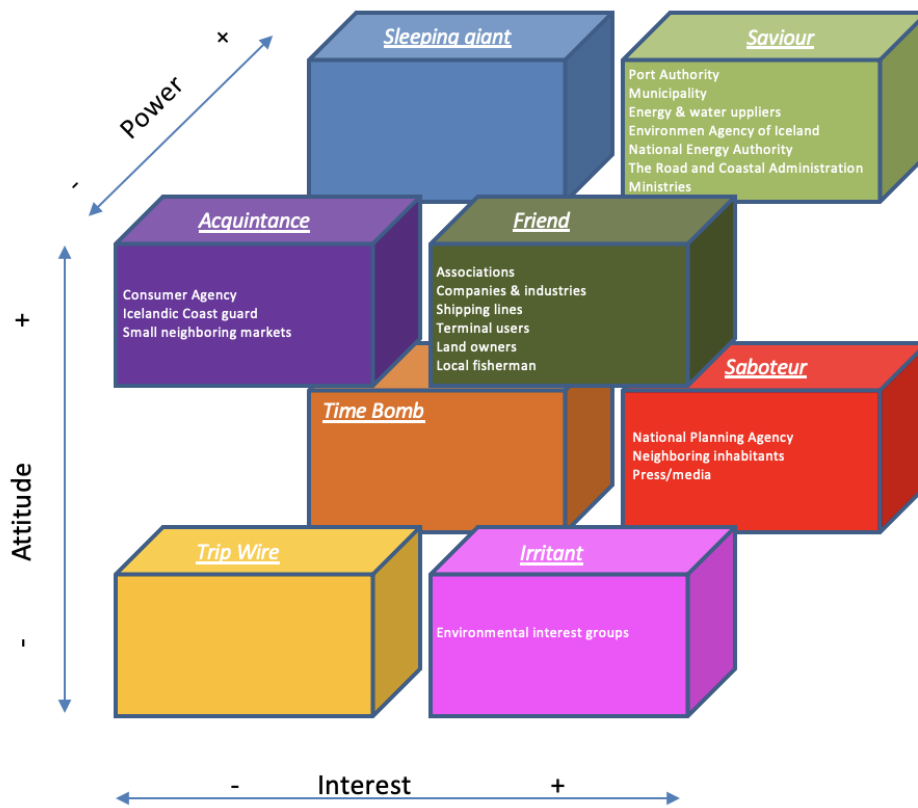 Sleeping giant
Saviour
Port Authority
Municipality
Energy & water uppliers
Environmen Agency of Iceland
National Energy Authority
The Road and Coastal Administration
Ministries
+
Power
-
Acquintance
Consumer Agency
Icelandic Coast guard
Small neighboring markets
Friend
Associations
Companies & industries
Shipping lines
Terminal users
Land owners
Local fisherman
+
Attitude
-
Time Bomb
Saboteur
National Planning Agency
Neighboring inhabitants
Press/media
Trip Wire
Irritant
Environmental interest groups
- Interest +